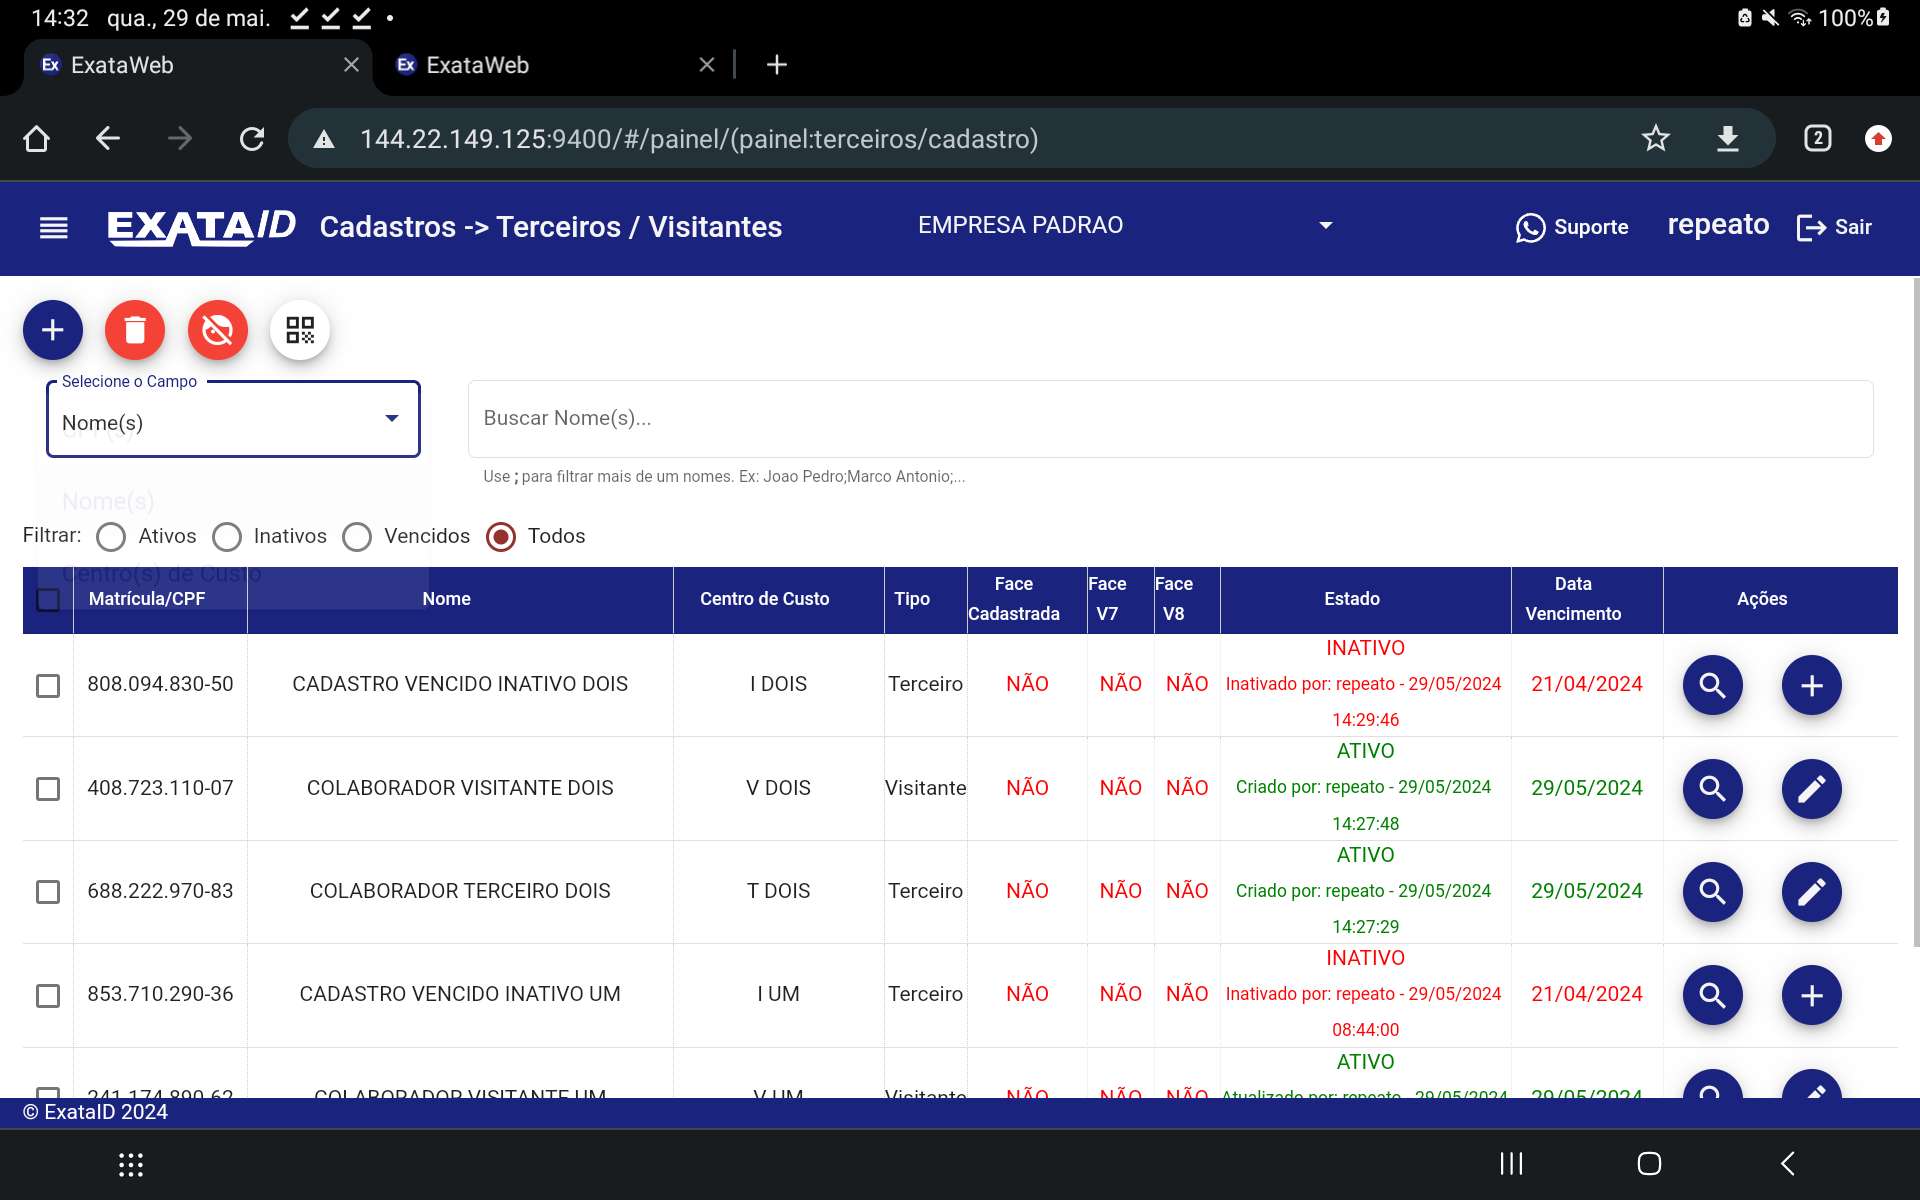 14:32 qua., 29 de mai.
100%
Ex ExataWeb
Ex ExataWeb
144.22.149.125:9400/#/painel/(painel:terceiros/cadastro)
2
EXATAID Cadastros -> Terceiros / Visitantes EMPRESA PADRAO Suporte repeato Sair
Selecione o Campo
Nome(s)
Buscar Nome(s)...
Use ; para filtrar mais de um nomes. Ex: Joao Pedro;Marco Antonio;...
Nome(s)
Filtrar: Ativos Inativos Vencidos Todos
Centro(s) de Custo
Matrícula/CPF Nome Centro de Custo Tipo Face Cadastrada Face V7 Face V8 Estado Data Vencimento Ações
INATIVO
808.094.830-50 CADASTRO VENCIDO INATIVO DOIS I DOIS Terceiro NÃO NÃO NÃO Inativado por: repeato - 29/05/2024 21/04/2024
14:29:46
ATIVO
408.723.110-07 COLABORADOR VISITANTE DOIS V DOIS Visitante NÃO NÃO NÃO Criado por: repeato - 29/05/2024 29/05/2024
14:27:48
ATIVO
688.222.970-83 COLABORADOR TERCEIRO DOIS T DOIS Terceiro NÃO NÃO NÃO Criado por: repeato - 29/05/2024 29/05/2024
14:27:29
INATIVO
853.710.290-36 CADASTRO VENCIDO INATIVO UM I UM Terceiro NÃO NÃO NÃO Inativado por: repeato - 29/05/2024 21/04/2024
08:44:00
ATIVO
241.174.890-62 COLABORADOR VISITANTE UM V UM Visitante NÃO NÃO NÃO Atualizado por: repeato - 29/05/2024 29/05/2024
© ExataID 2024